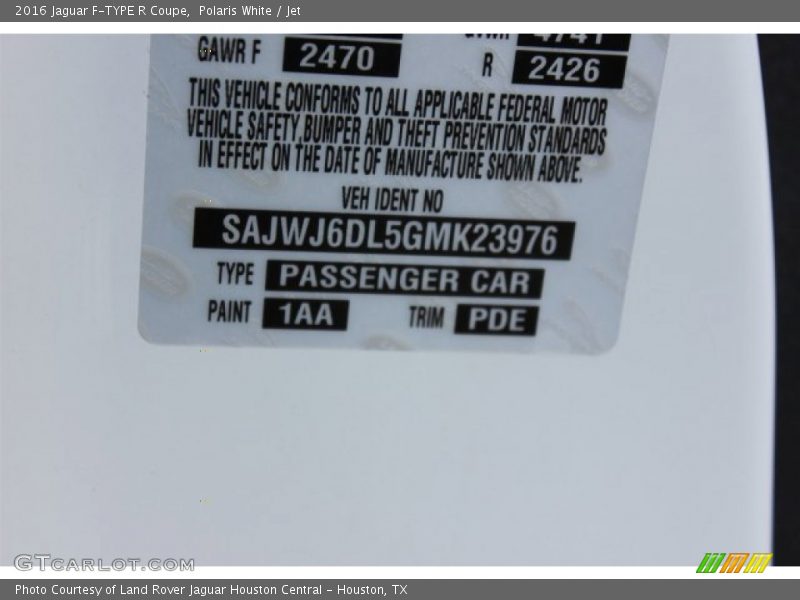 2016 Jaguar F-TYPE R Coupe, Polaris White / Jet
GAWR F 2470 R 2426
THIS VEHICLE CONFORMS TO ALL APPLICABLE FEDERAL MOTOR
VEHICLE SAFETY,BUMPER AND THEFT PREVENTION STANDARDS
IN EFFECT ON THE DATE OF MANUFACTURE SHOWN ABOVE.
VEH IDENT NO
SAJWJ6DL5GMK23976
TYPE PASSENGER CAR
PAINT 1AA TRIM PDE
GTCARLOT.COM
Photo Courtesy of Land Rover Jaguar Houston Central - Houston, TX